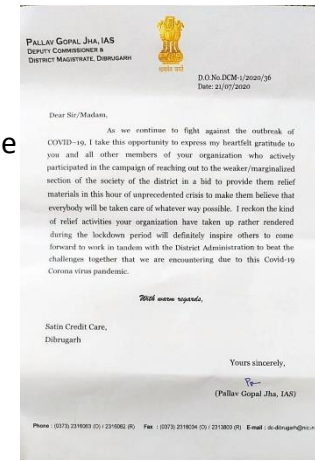 PALLAV GOPAL JHA, IAS
DEPUTY COMMISSIONER &
DISTRICT MAGISTRATE, DIBRUGARH
सत्यमेव जयते
D.O.No.DCM-1/2020/36
Date: 21/07/2020
e
Dear Sir/Madam,
As we continue to fight against the outbreak of
COVID-19, I take this opportunity to express my heartfelt gratitude to
you and all other members of your organization who actively
participated in the campaign of reaching out to the weaker/marginalized
section of the society of the district in a bid to provide them relief
materials in this hour of unprecedented crisis to make them believe that
everybody will be taken care of whatever way possible. I reckon the kind
of relief activities your organization have taken up rather rendered
during the lockdown period will definitely inspire others to come
forward to work in tandem with the District Administration to beat the
challenges together that we are encountering due to this Covid-19
Corona virus pandemic.
With warm regards,
Satin Credit Care,
Dibrugarh
Yours sincerely,
(Pallav Gopal Jha, IAS)
Phone : (0373) 2316063 (O) / 2316062 (R) Fax : (0373) 2316034 (O) / 2313803 (R) E-mail : dc-dibrugarh@nic.in